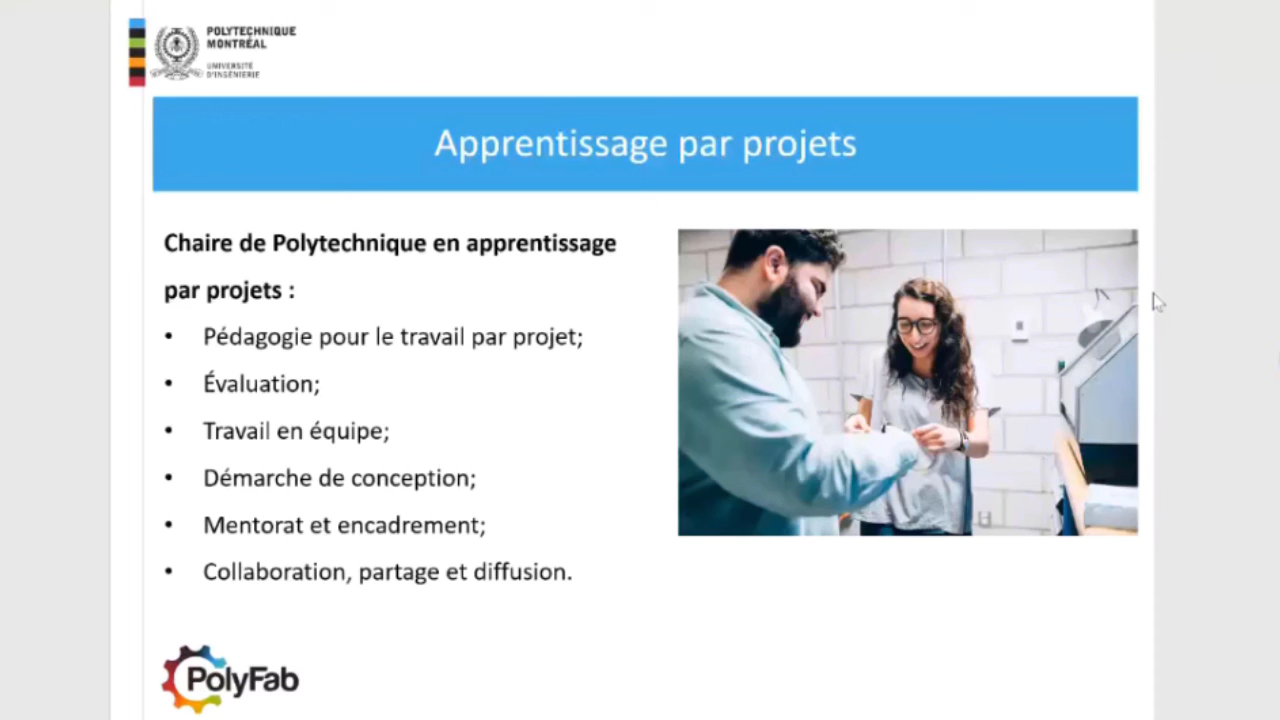 POLYTECHNIQUE
MONTRÉAL
UNIVERSITÉ
D'INGÉNIERIE
Apprentissage par projets
Chaire de Polytechnique en apprentissage
par projets :
• Pédagogie pour le travail par projet;
• Évaluation;
• Travail en équipe;
• Démarche de conception;
• Mentorat et encadrement;
• Collaboration, partage et diffusion.
PolyFab